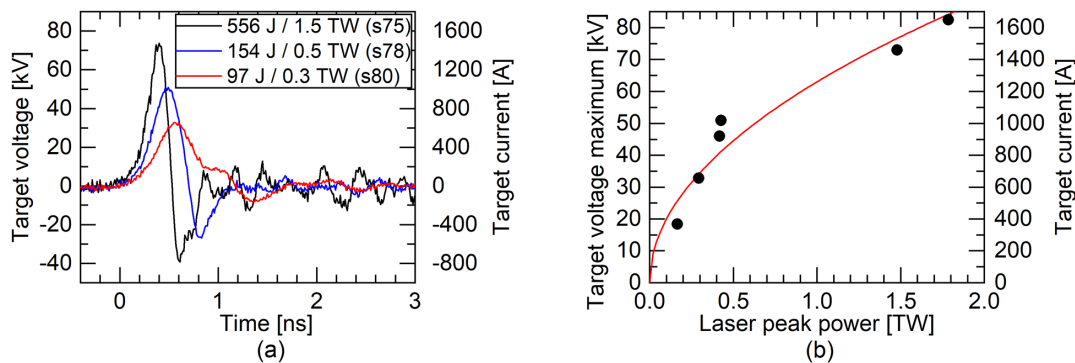 556 J / 1.5 TW (s75)
154 J / 0.5 TW (s78)
97 J / 0.3 TW (s80)
Target voltage [kV]
80
60
40
20
0
-20
-40
1600
1200
800
400
0
-400
-800
Target current [A]
0 1 2 3
Time [ns]
(a)
Target voltage maximum [kV]
80
70
60
50
40
30
20
10
0
1600
1400
1200
1000
800
600
400
200
0
Target current [A]
0.0 0.5 1.0 1.5 2.0
Laser peak power [TW]
(b)